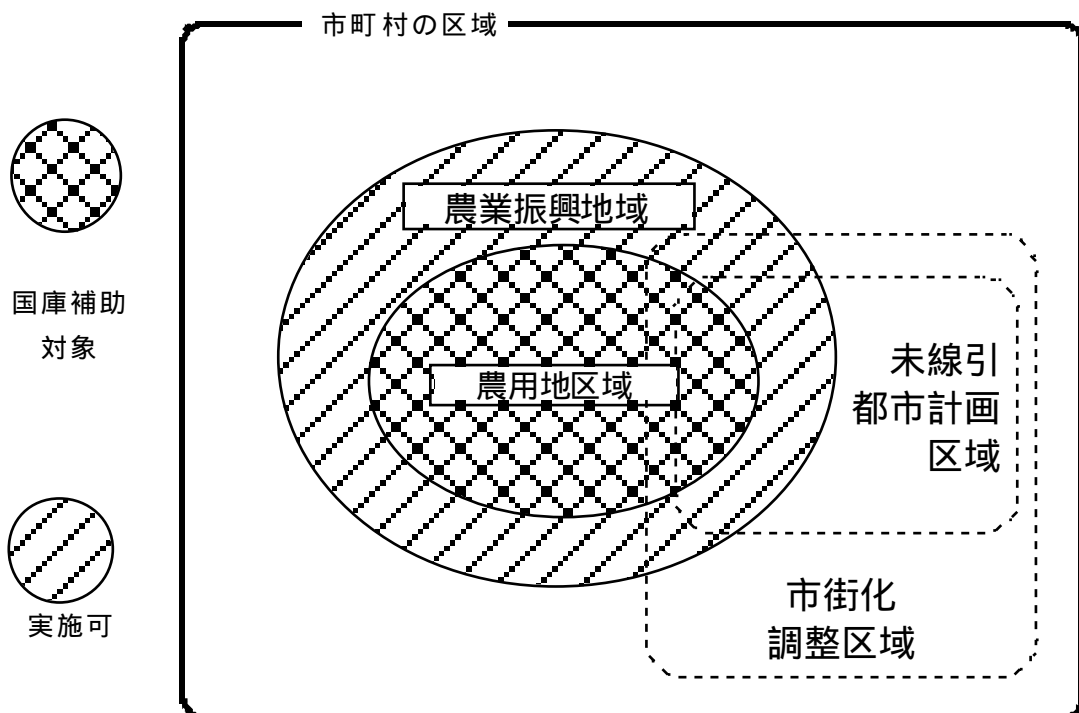 市町村の区域
農業振興地域
国庫補助
対象
農用地区域
未線引
都市計画
区域
実施可
市街化
調整区域